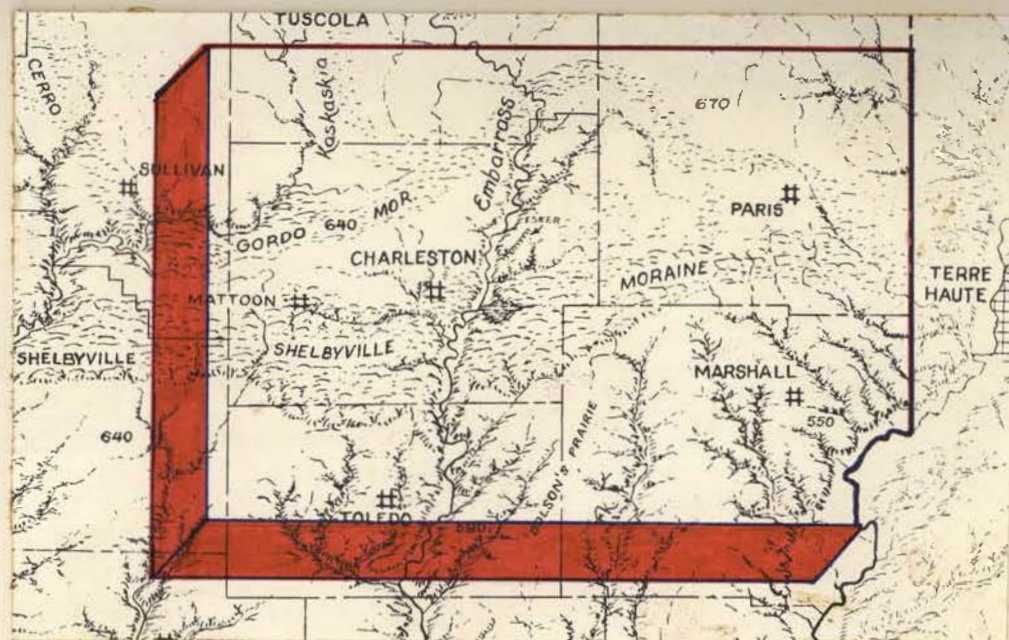 TUSCOLA
CERRO
Kaskaskia
Embarrass
670
SULLIVAN
GORDO 640 MOR.
PARIS
ESKER
CHARLESTON
MORAINE
TERRE
HAUTE
MATTOON
SHELBYVILLE
SHELBYVILLE
MARSHALL
640
550
DOLSON'S PRAIRIE
TOLEDO
590